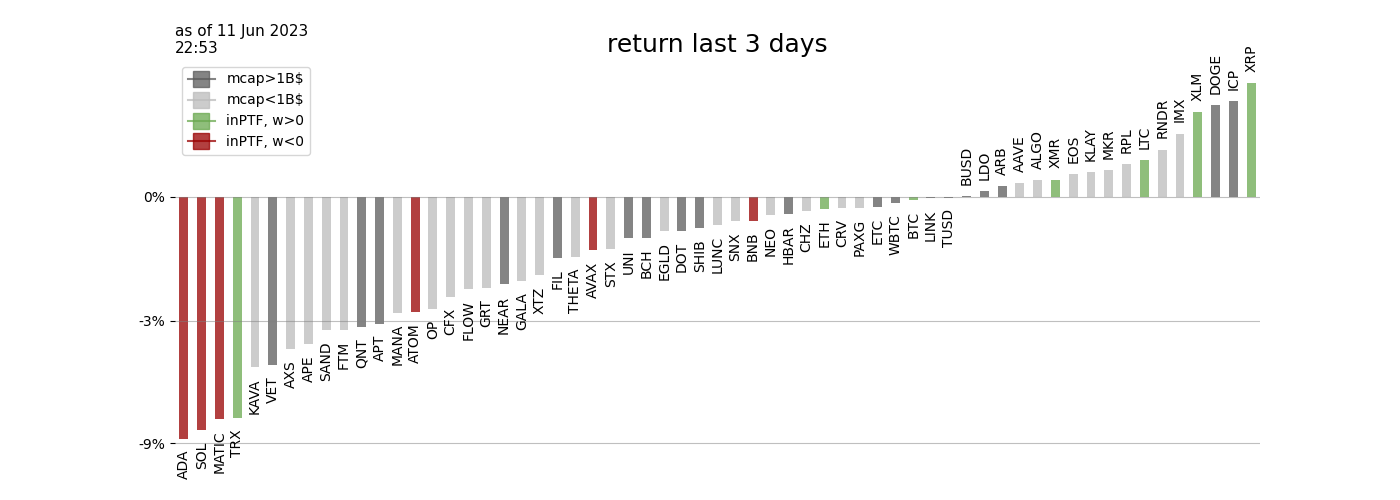 as of 11 Jun 2023
22:53
return last 3 days
mcap>1B$
mcap<1B$
inPTF, w>0
inPTF, w<0
0%
-3%
-9%
ADA
SOL
MATIC
TRX
KAVA
VET
AXS
APE
SAND
FTM
QNT
APT
MANA
ATOM
OP
CFX
FLOW
GRT
NEAR
GALA
XTZ
FIL
THETA
AVAX
STX
UNI
BCH
EGLD
DOT
SHIB
LUNC
SNX
BNB
NEO
HBAR
CHZ
ETH
CRV
PAXG
ETC
WBTC
BTC
LINK
TUSD
BUSD
LDO
ARB
AAVE
ALGO
XMR
EOS
KLAY
MKR
RPL
LTC
RNDR
IMX
XLM
DOGE
ICP
XRP